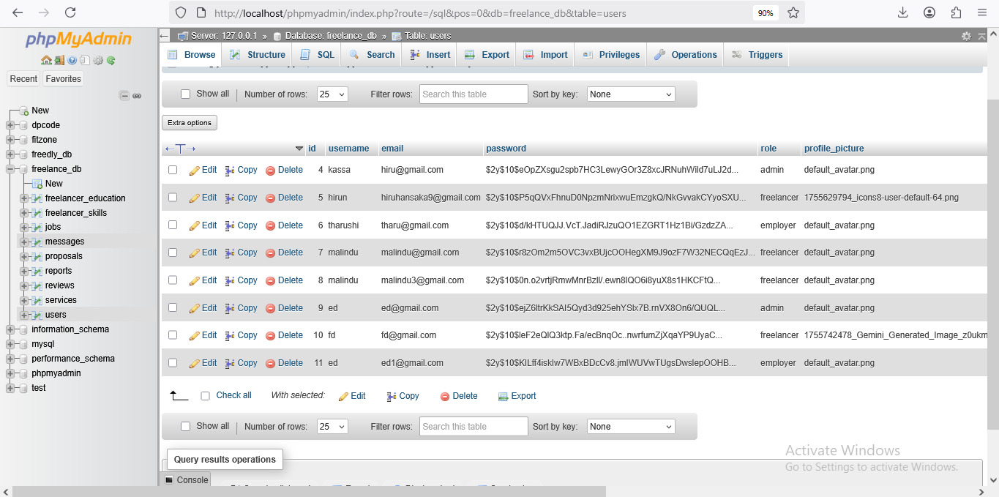 http://localhost/phpmyadmin/index.php?route=/sql&pos=0&db=freelance_db&table=users 90%
phpMyAdmin
Recent Favorites
New
dpcode
fitzone
freedly_db
freelance_db
New
freelancer_education
freelancer_skills
jobs
messages
proposals
reports
reviews
services
users
information_schema
mysql
performance_schema
phpmyadmin
test
Server: 127.0.0.1 » Database: freelance_db » Table: users
Browse Structure SQL Search Insert Export Import Privileges Operations Triggers
Show all Number of rows: 25 Filter rows: Search this table Sort by key: None
Extra options
←T→ id username email password role profile_picture
Edit Copy Delete 4 kassa hiru@gmail.com $2y$10$eOpZXsgu2spb7HC3LewyGOr3Z8xcJRNuhWild7uLJ2d... admin default_avatar.png
Edit Copy Delete 5 hirun hiruhansaka9@gmail.com $2y$10$P5qQVxFhnuD0NpzmNrixwuEmzgkQ/NkGvvakCYyoSXU... freelancer 1755629794_icons8-user-default-64.png
Edit Copy Delete 6 tharushi tharu@gmail.com $2y$10$d/kHTUQJJ.VcT.JadiRJzuQO1EZGRT1Hz1Bi/GzdzZA... employer default_avatar.png
Edit Copy Delete 7 malindu malindu@gmail.com $2y$10$r8zOm2m5OVC3vxBUjcOOHegXM9J9ozF7W32NECQqEzJ... freelancer default_avatar.png
Edit Copy Delete 8 malindu malindu3@gmail.com $2y$10$0n.o2vrtjRmwMnrBzlI/.ewn8IQO6i8yuX8s1HKCFtQ... freelancer default_avatar.png
Edit Copy Delete 9 ed ed@gmail.com $2y$10$ejZ6ltrKkSAI5Qyd3d925ehYSlx7B.rnVX8On6/QUQL... admin default_avatar.png
Edit Copy Delete 10 fd fd@gmail.com $2y$10$leF2eQlQ3ktp.Fa/ecBnqOc..nwrfumZjXqaYP9UyaC... freelancer 1755742478_Gemini_Generated_Image_z0ukm
Edit Copy Delete 11 ed ed1@gmail.com $2y$10$KlLff4isklw7WBxBDcCv8.jmlWUVwTUgsDwslepOOHB... employer default_avatar.png
Check all With selected: Edit Copy Delete Export
Show all Number of rows: 25 Filter rows: Search this table Sort by key: None
Query results operations
Console
Activate Windows
Go to Settings to activate Windows.